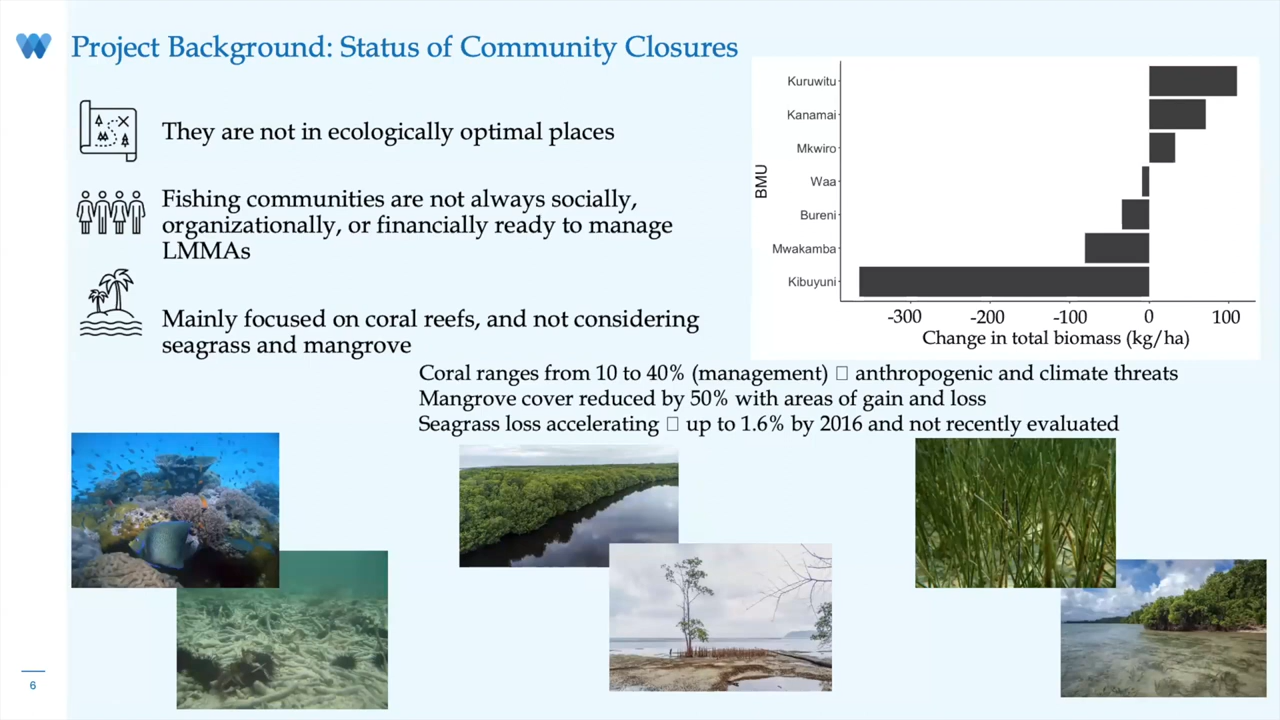 Project Background: Status of Community Closures
They are not in ecologically optimal places
Fishing communities are not always socially,
organizationally, or financially ready to manage
LMMAs
Mainly focused on coral reefs, and not considering
seagrass and mangrove
BMU
Kuruwitu
Kanamai
Mkwiro
Waa
Bureni
Mwakamba
Kibuyuni
-300 -200 -100 0 100
Change in total biomass (kg/ha)
Coral ranges from 10 to 40% (management) □ anthropogenic and climate threats
Mangrove cover reduced by 50% with areas of gain and loss
Seagrass loss accelerating □ up to 1.6% by 2016 and not recently evaluated
6